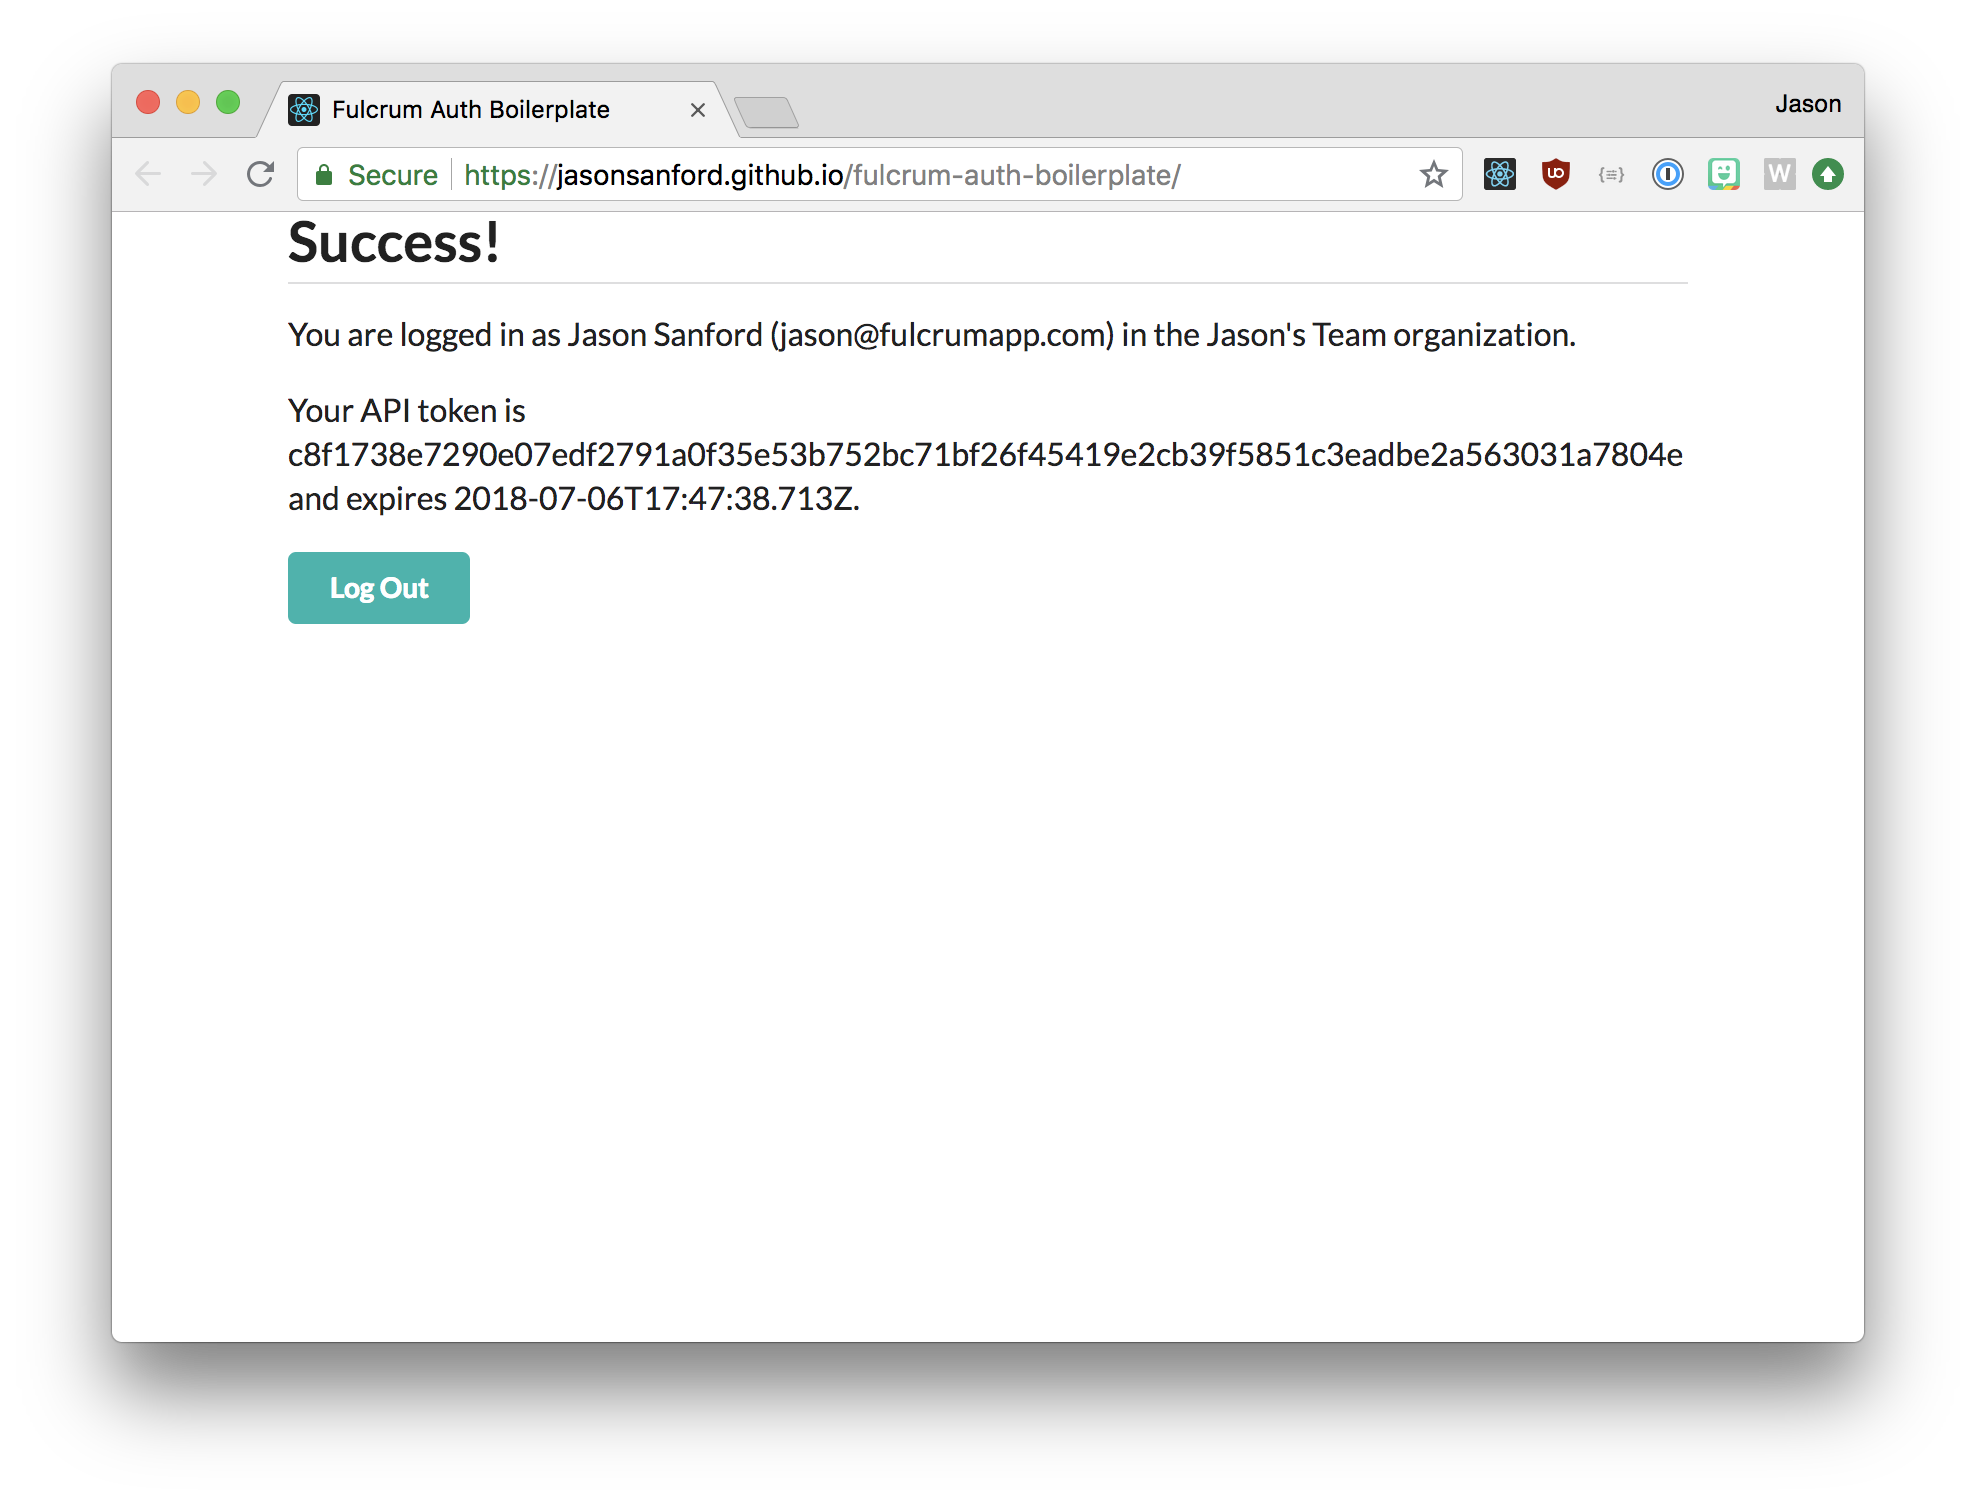 Fulcrum Auth Boilerplate
Jason
Secure https://jasonsanford.github.io/fulcrum-auth-boilerplate/
Success!
You are logged in as Jason Sanford (jason@fulcrumapp.com) in the Jason's Team organization.
Your API token is
c8f1738e7290e07edf2791a0f35e53b752bc71bf26f45419e2cb39f5851c3eadbe2a563031a7804e
and expires 2018-07-06T17:47:38.713Z.
Log Out